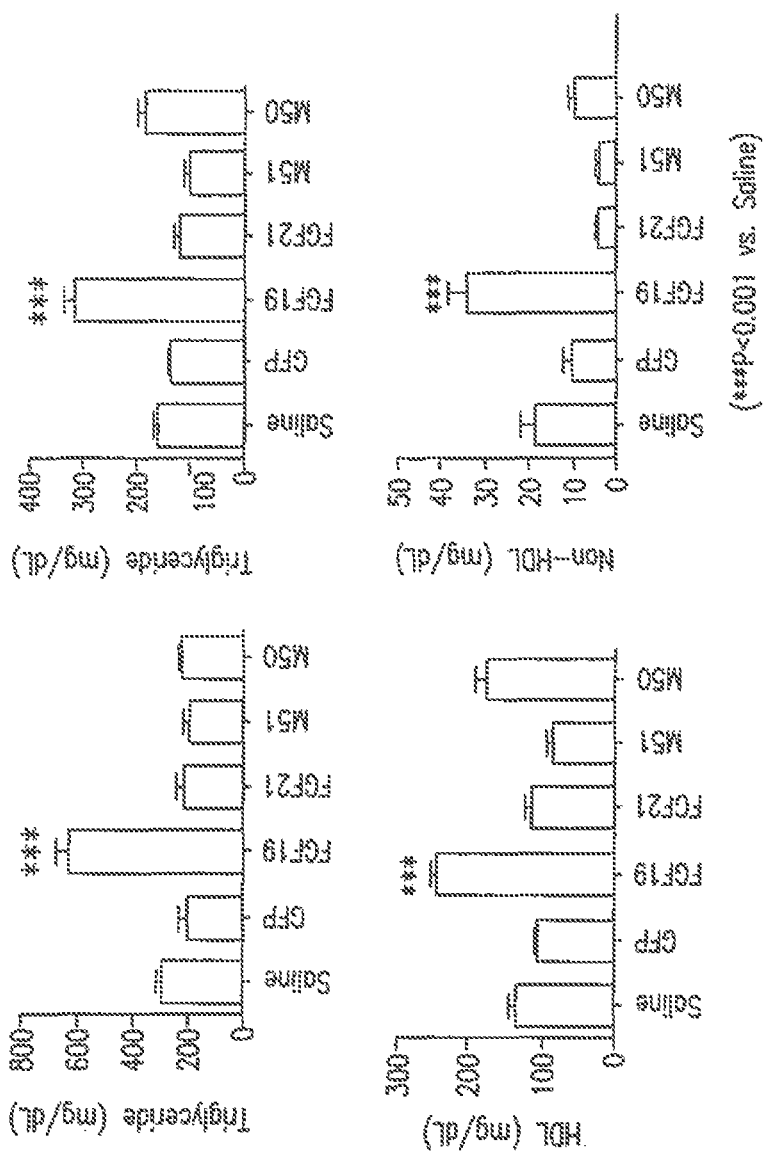 Triglyceride (mg/dL)
800
600
400
200
0
***
Saline
GFP
FGF19
FGF21
M51
M50
Triglyceride (mg/dL)
400
300
200
100
0
***
Saline
GFP
FGF19
FGF21
M51
M50
HDL (mg/dL)
300
200
100
0
***
Saline
GFP
FGF19
FGF21
M51
M50
Non-HDL (mg/dL)
50
40
30
20
10
0
***
Saline
GFP
FGF19
FGF21
M51
M50
(***p<0.001 vs. Saline)